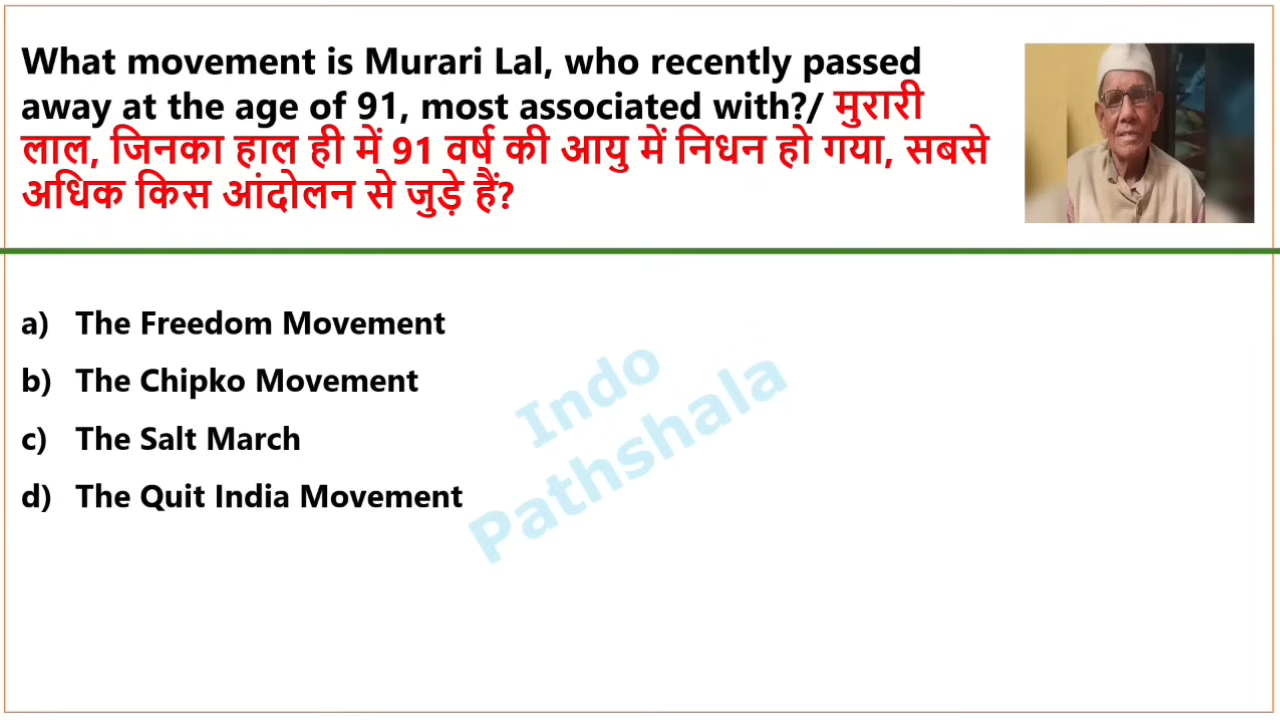 What movement is Murari Lal, who recently passed
away at the age of 91, most associated with?/ मुरारी
लाल, जिनका हाल ही में 91 वर्ष की आयु में निधन हो गया, सबसे
अधिक किस आंदोलन से जुड़े हैं?
a) The Freedom Movement
b) The Chipko Movement
c) The Salt March
d) The Quit India Movement
Indo
Pathshala